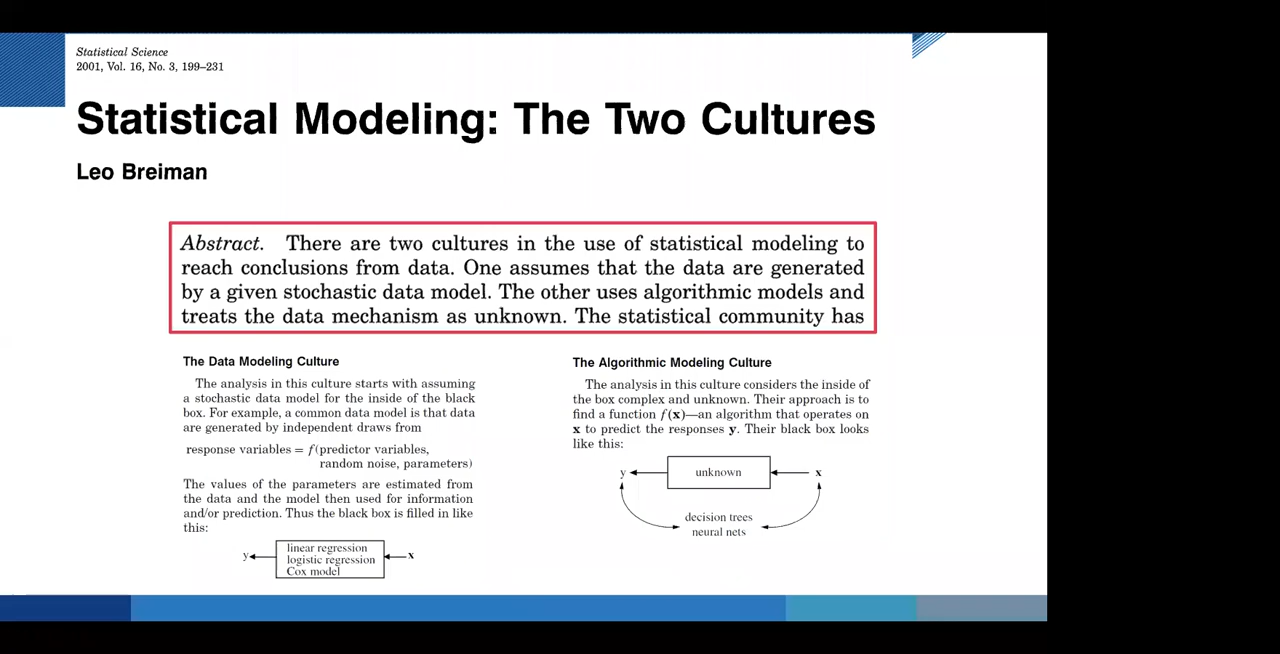 Statistical Science
2001, Vol. 16, No. 3, 199–231
Statistical Modeling: The Two Cultures
Leo Breiman
Abstract. There are two cultures in the use of statistical modeling to
reach conclusions from data. One assumes that the data are generated
by a given stochastic data model. The other uses algorithmic models and
treats the data mechanism as unknown. The statistical community has
The Data Modeling Culture
The analysis in this culture starts with assuming
a stochastic data model for the inside of the black
box. For example, a common data model is that data
are generated by independent draws from
response variables = f(predictor variables,
random noise, parameters)
The values of the parameters are estimated from
the data and the model then used for information
and/or prediction. Thus the black box is filled in like
this:
y
linear regression
logistic regression
Cox model
x
The Algorithmic Modeling Culture
The analysis in this culture considers the inside of
the box complex and unknown. Their approach is to
find a function f(x)—an algorithm that operates on
x to predict the responses y. Their black box looks
like this:
y
unknown
x
decision trees
neural nets